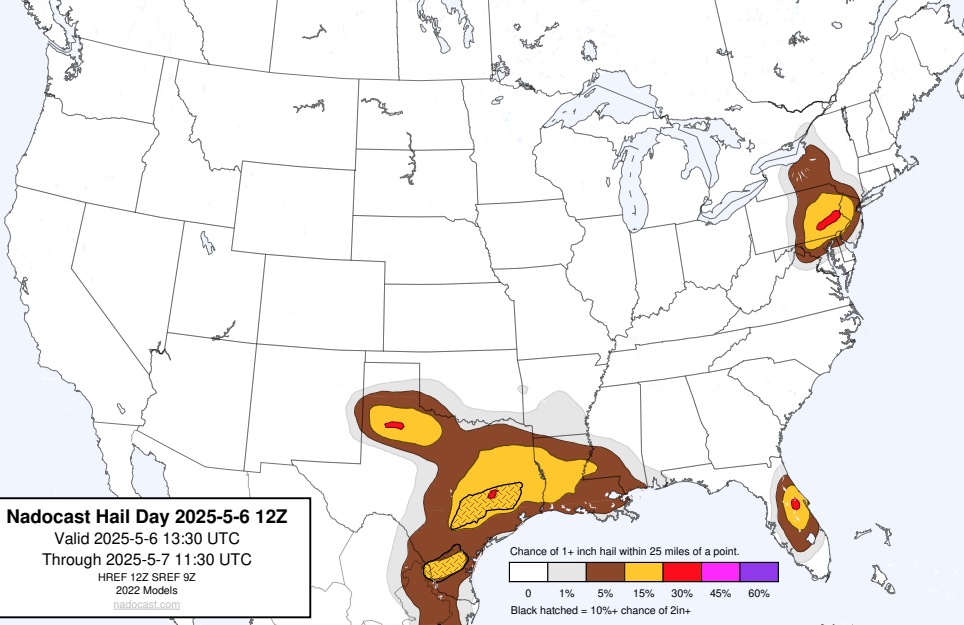 Nadocast Hail Day 2025-5-6 12Z
Valid 2025-5-6 13:30 UTC
Through 2025-5-7 11:30 UTC
HREF 12Z SREF 9Z
2022 Models
nadocast.com
Chance of 1+ inch hail within 25 miles of a point.
0 1% 5% 15% 30% 45% 60%
Black hatched = 10%+ chance of 2in+